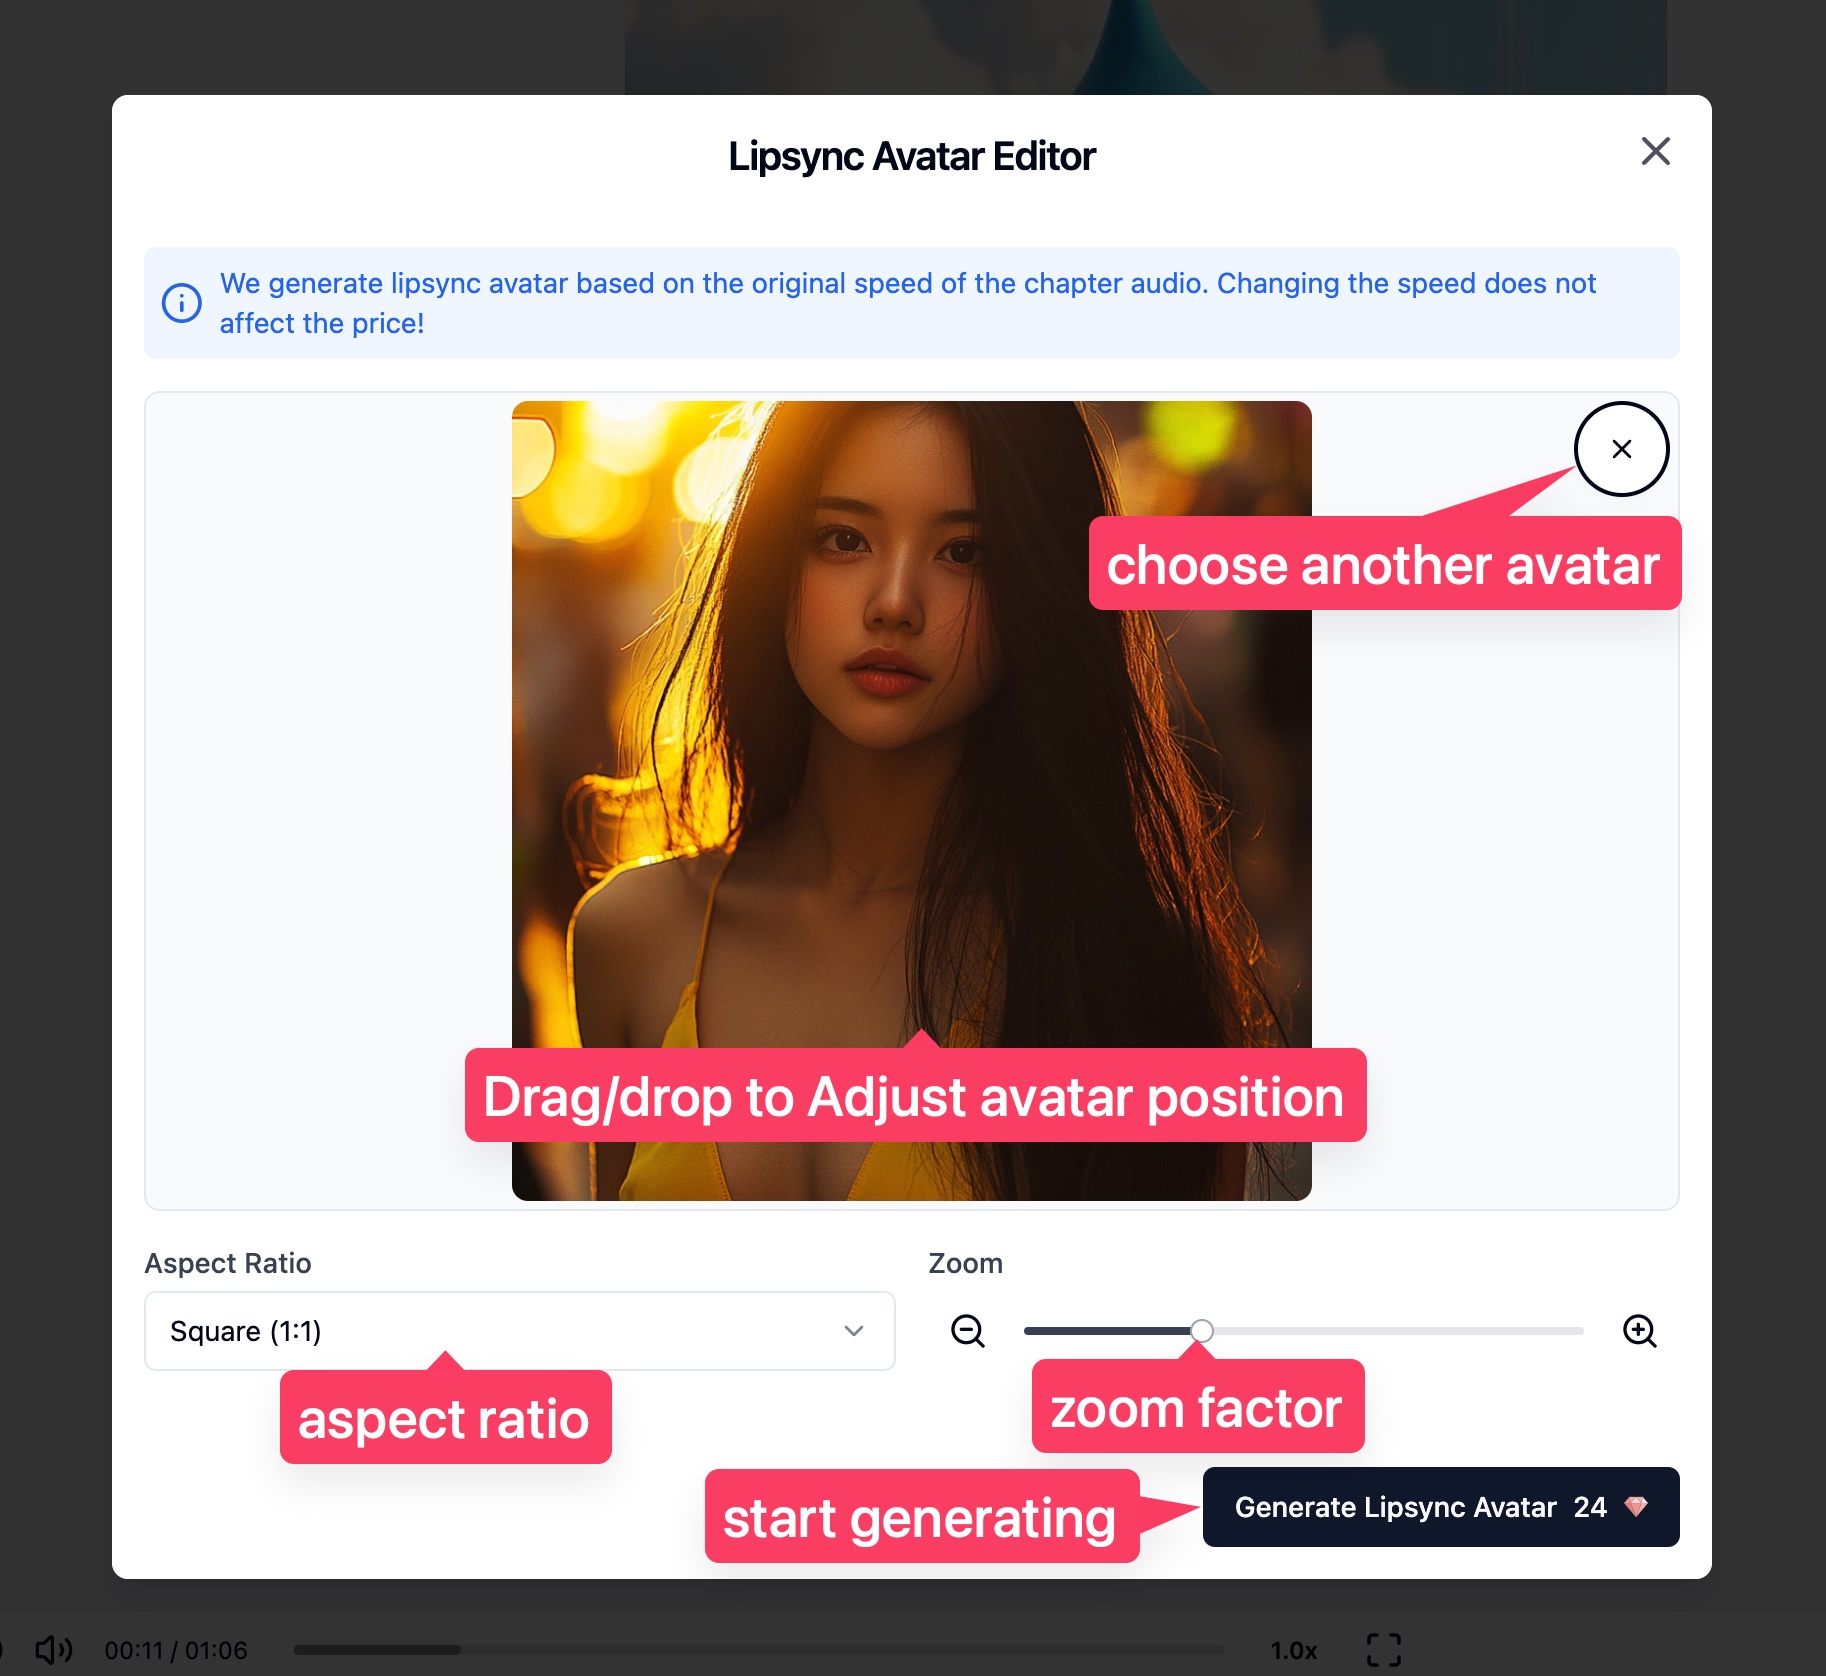 Lipsync Avatar Editor
We generate lipsync avatar based on the original speed of the chapter audio. Changing the speed does not
affect the price!
choose another avatar
Drag/drop to Adjust avatar position
Aspect Ratio
Zoom
Square (1:1)
aspect ratio
zoom factor
start generating
Generate Lipsync Avatar 24
00:11 / 01:06
1.0x